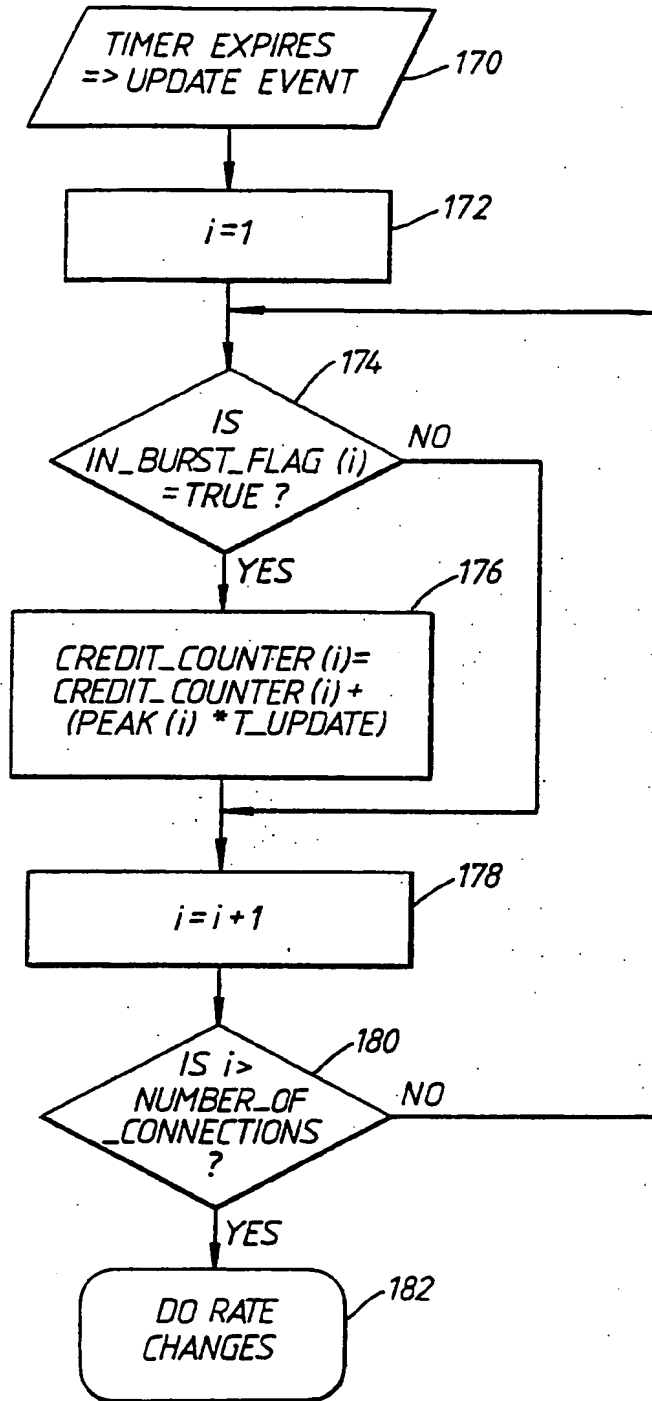 TIMER EXPIRES
=> UPDATE EVENT
170
i=1
172
174
IS
IN_BURST_FLAG (i)
=TRUE ?
NO
YES
176
CREDIT_COUNTER (i)=
CREDIT_COUNTER (i) +
(PEAK (i) * T_UPDATE)
178
i=i+1
180
IS i>
NUMBER_OF
_CONNECTIONS
?
NO
YES
182
DO RATE
CHANGES